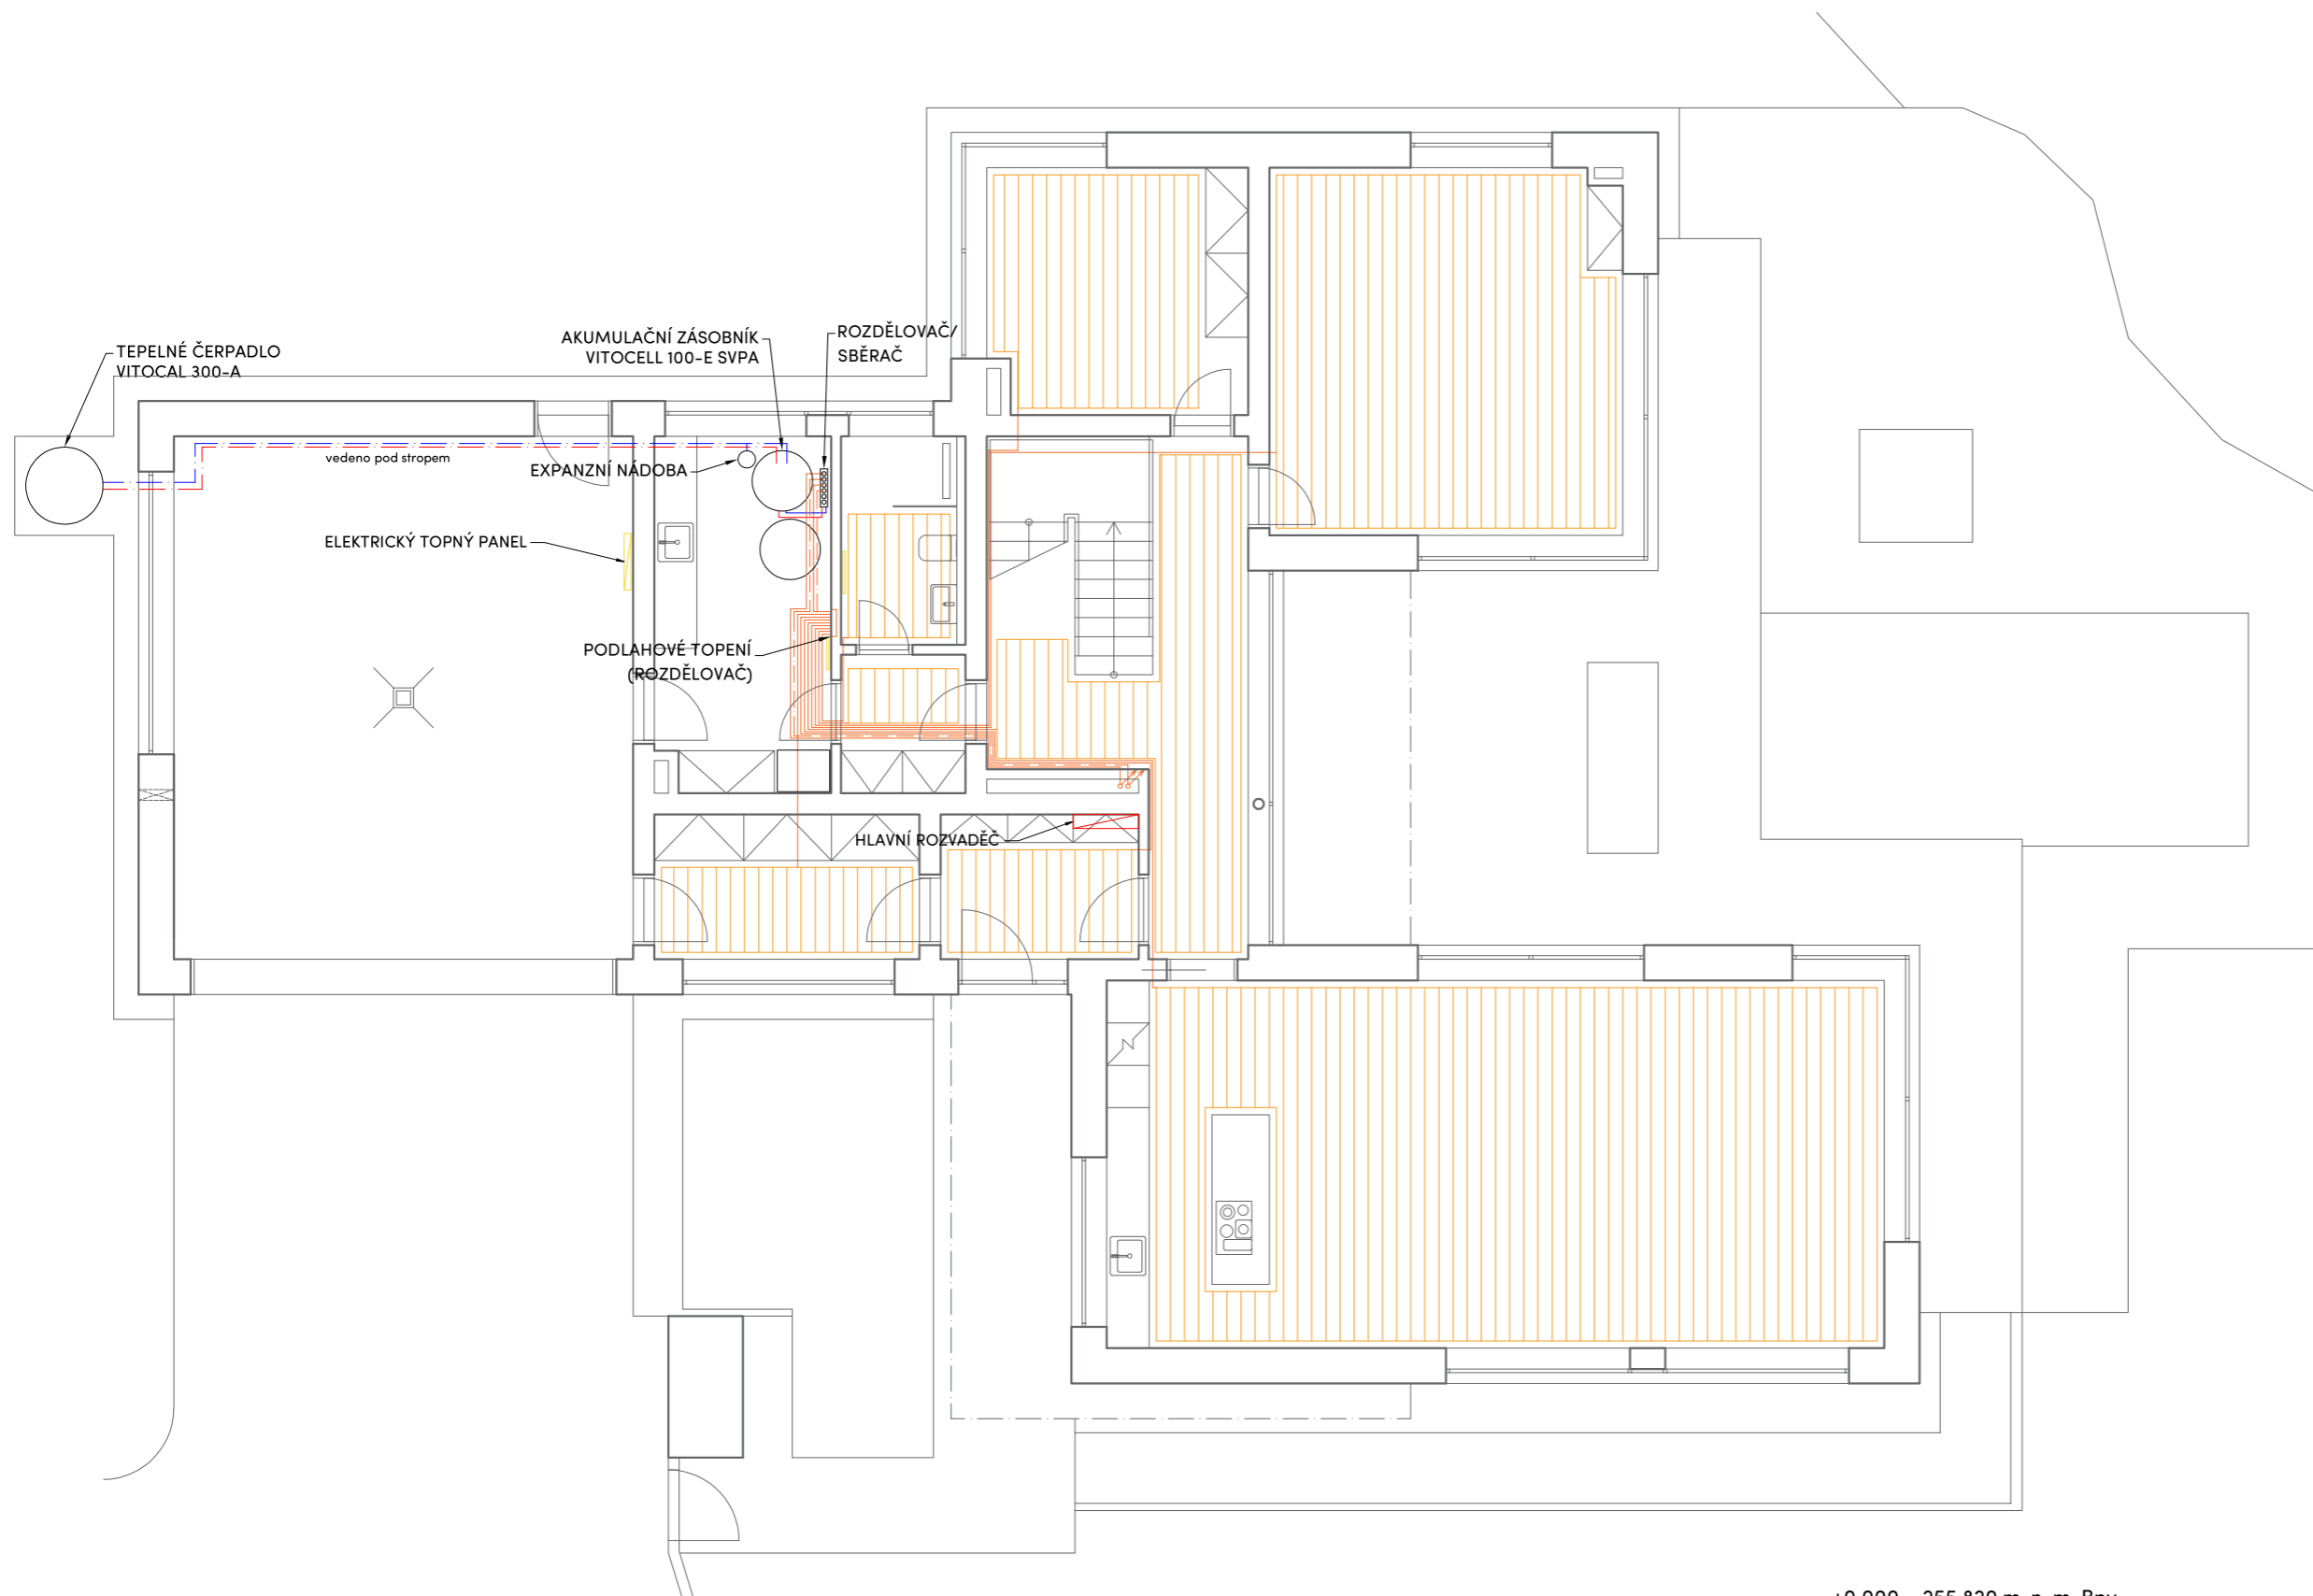 TEPELNÉ ČERPADLO
VITOCAL 300-A
AKUMULAČNÍ ZÁSOBNÍK
VITOCELL 100-E SVPA
ROZDĚLOVAČ/
SBĚRAČ
vedeno pod stropem
EXPANZNÍ NÁDOBA
ELEKTRICKÝ TOPNÝ PANEL
PODLAHOVÉ TOPENÍ
(ROZDĚLOVAČ)
HLAVNÍ ROZVADĚČ